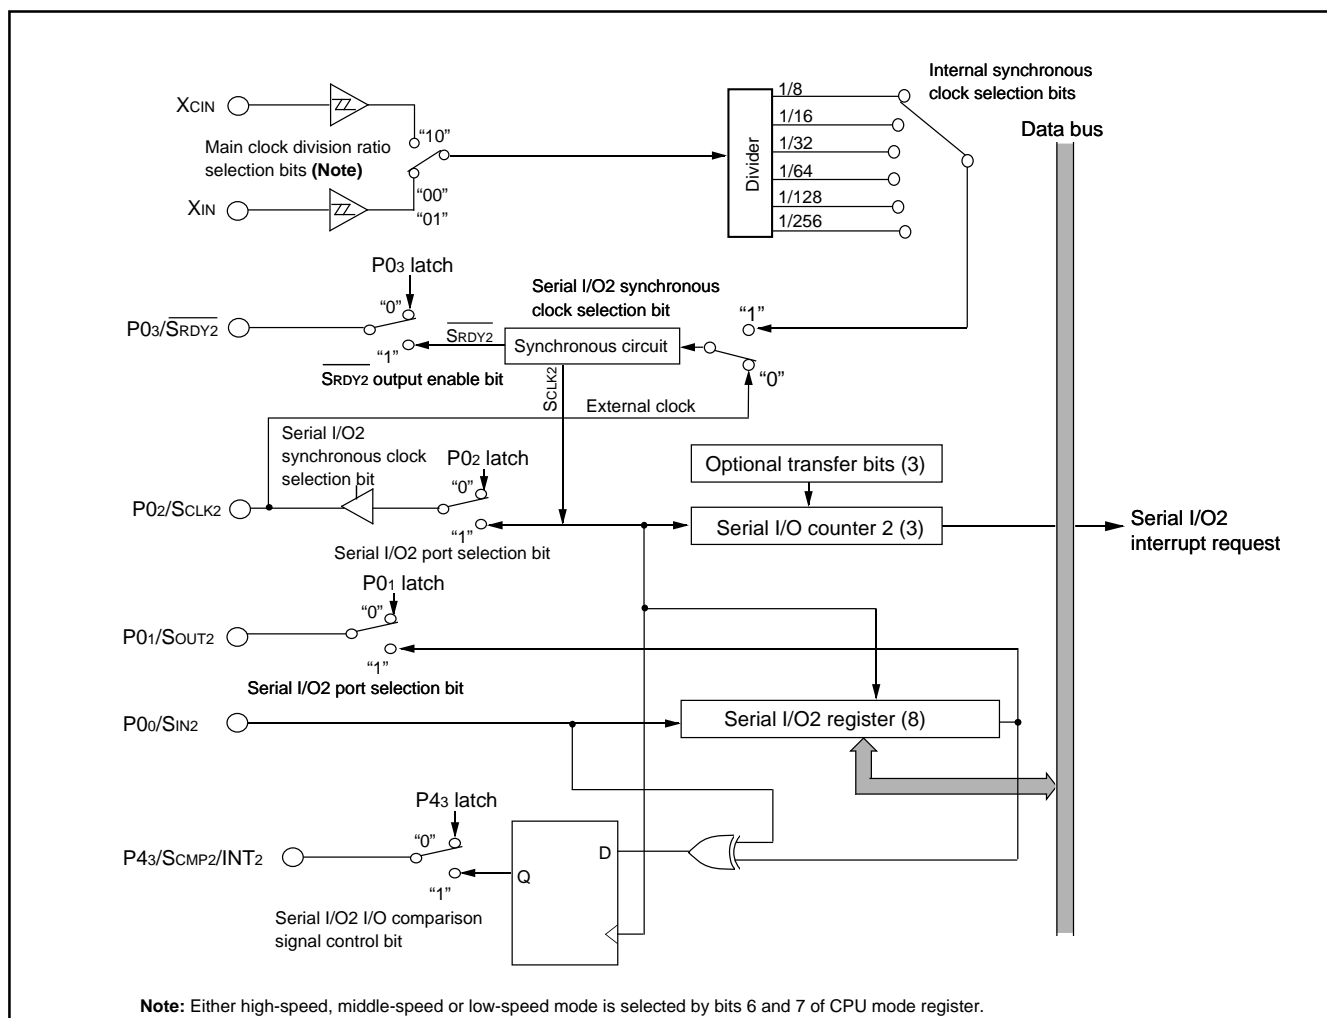 XCIN
"10"
Main clock division ratio
selection bits (Note)
"00"
"01"
XIN
Divider
1/8
1/16
1/32
1/64
1/128
1/256
Internal synchronous
clock selection bits
Data bus
P03 latch
"0"
P03/SRDY2
"1"
SRDY2
SRDY2 output enable bit
Serial I/O2 synchronous
clock selection bit
Synchronous circuit
"1"
"0"
SCLK2
External clock
Serial I/O2
synchronous clock
selection bit
P02 latch
"0"
P02/SCLK2
"1"
Serial I/O2 port selection bit
Optional transfer bits (3)
Serial I/O counter 2 (3)
Serial I/O2
interrupt request
P01 latch
"0"
P01/SOUT2
"1"
Serial I/O2 port selection bit
P00/SIN2
Serial I/O2 register (8)
P43 latch
"0"
P43/SCMP2/INT2
"1"
Serial I/O2 I/O comparison
signal control bit
D
Q
Note: Either high-speed, middle-speed or low-speed mode is selected by bits 6 and 7 of CPU mode register.